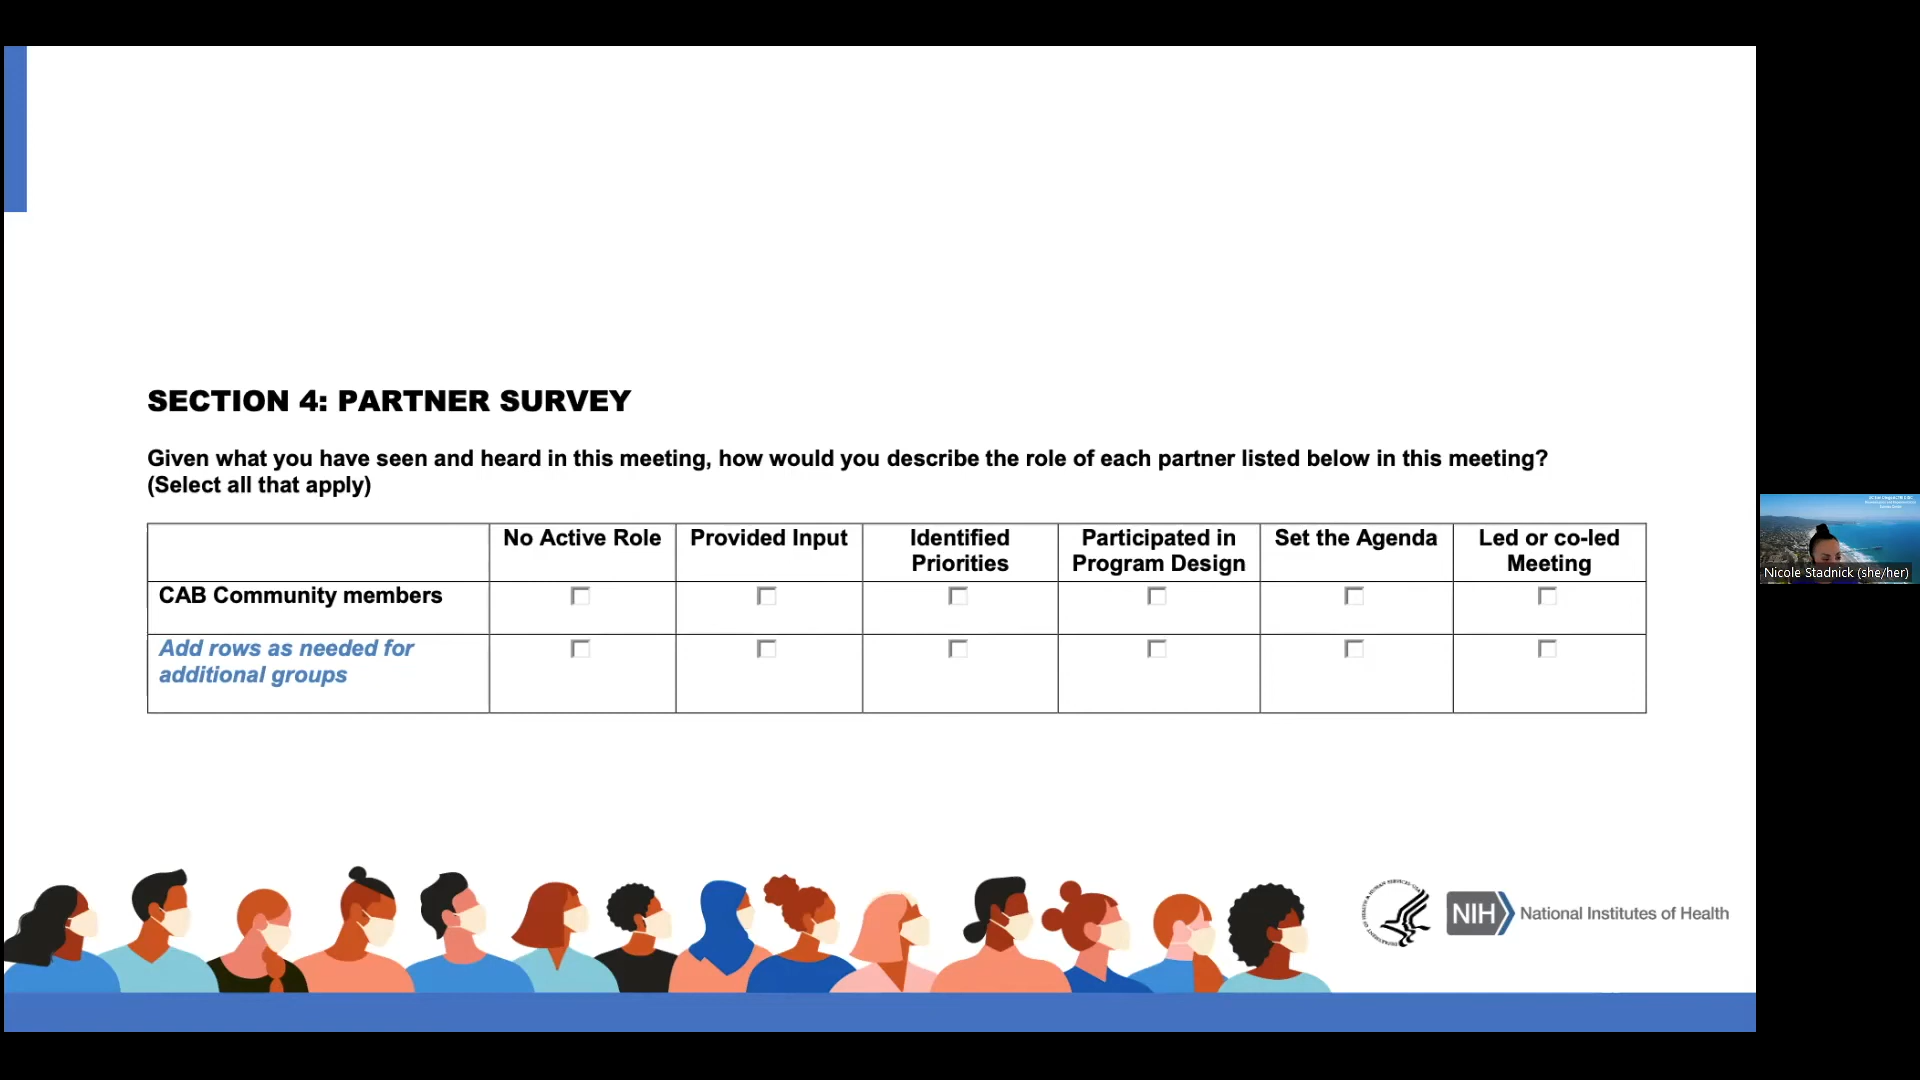 SECTION 4: PARTNER SURVEY
Given what you have seen and heard in this meeting, how would you describe the role of each partner listed below in this meeting?
(Select all that apply)
No Active Role
Provided Input
Identified
Priorities
Participated in
Program Design
Set the Agenda
Led or co-led
Meeting
CAB Community members
Add rows as needed for
additional groups
NIH
National Institutes of Health
Nicole Stadnick (she/her)